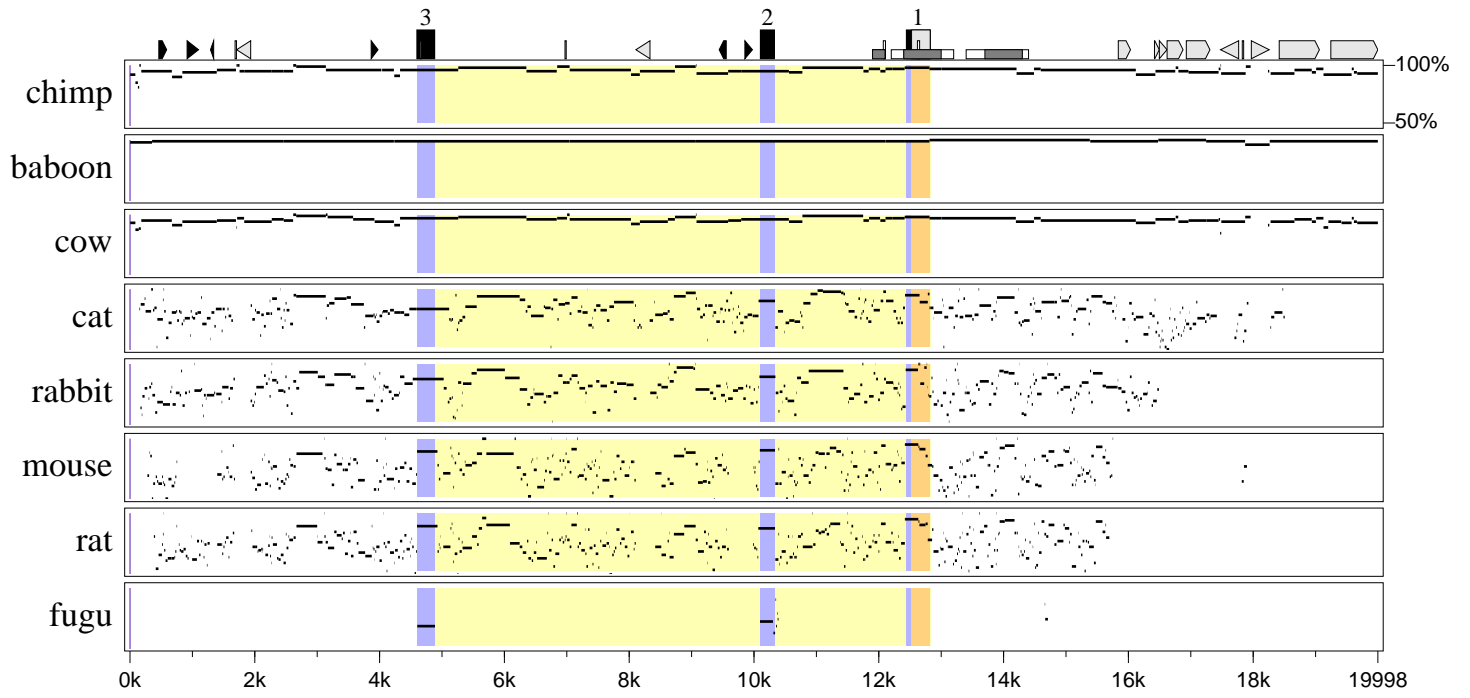 3 2 1
chimp 100%
50%
baboon
cow
cat
rabbit
mouse
rat
fugu
0k 2k 4k 6k 8k 10k 12k 14k 16k 18k 19998